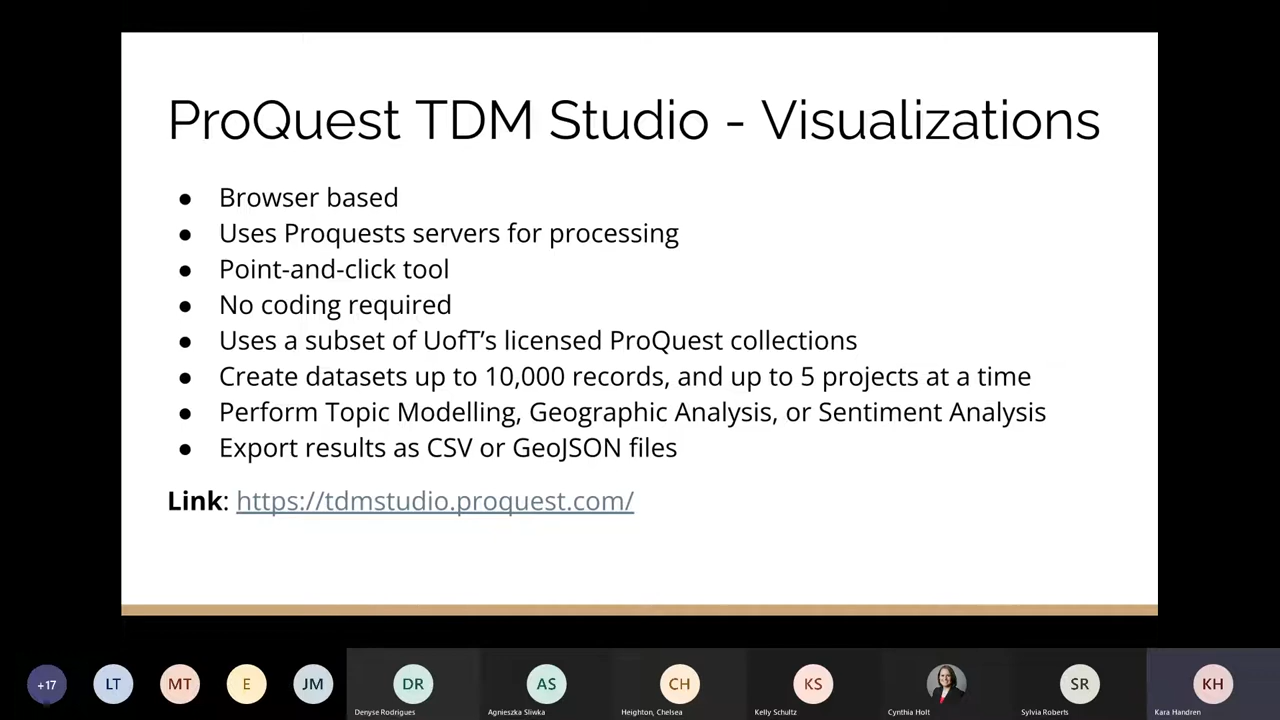 ProQuest TDM Studio - Visualizations
● Browser based
● Uses Proquests servers for processing
● Point-and-click tool
● No coding required
● Uses a subset of UofT’s licensed ProQuest collections
● Create datasets up to 10,000 records, and up to 5 projects at a time
● Perform Topic Modelling, Geographic Analysis, or Sentiment Analysis
● Export results as CSV or GeoJSON files
Link: https://tdmstudio.proquest.com/
+17 LT MT E JM DR AS CH KS SR KH
Denyse Rodrigues Agnieszka Sliwka Heighton, Chelsea Kelly Schultz Cynthia Holt Sylvia Roberts Kara Handren